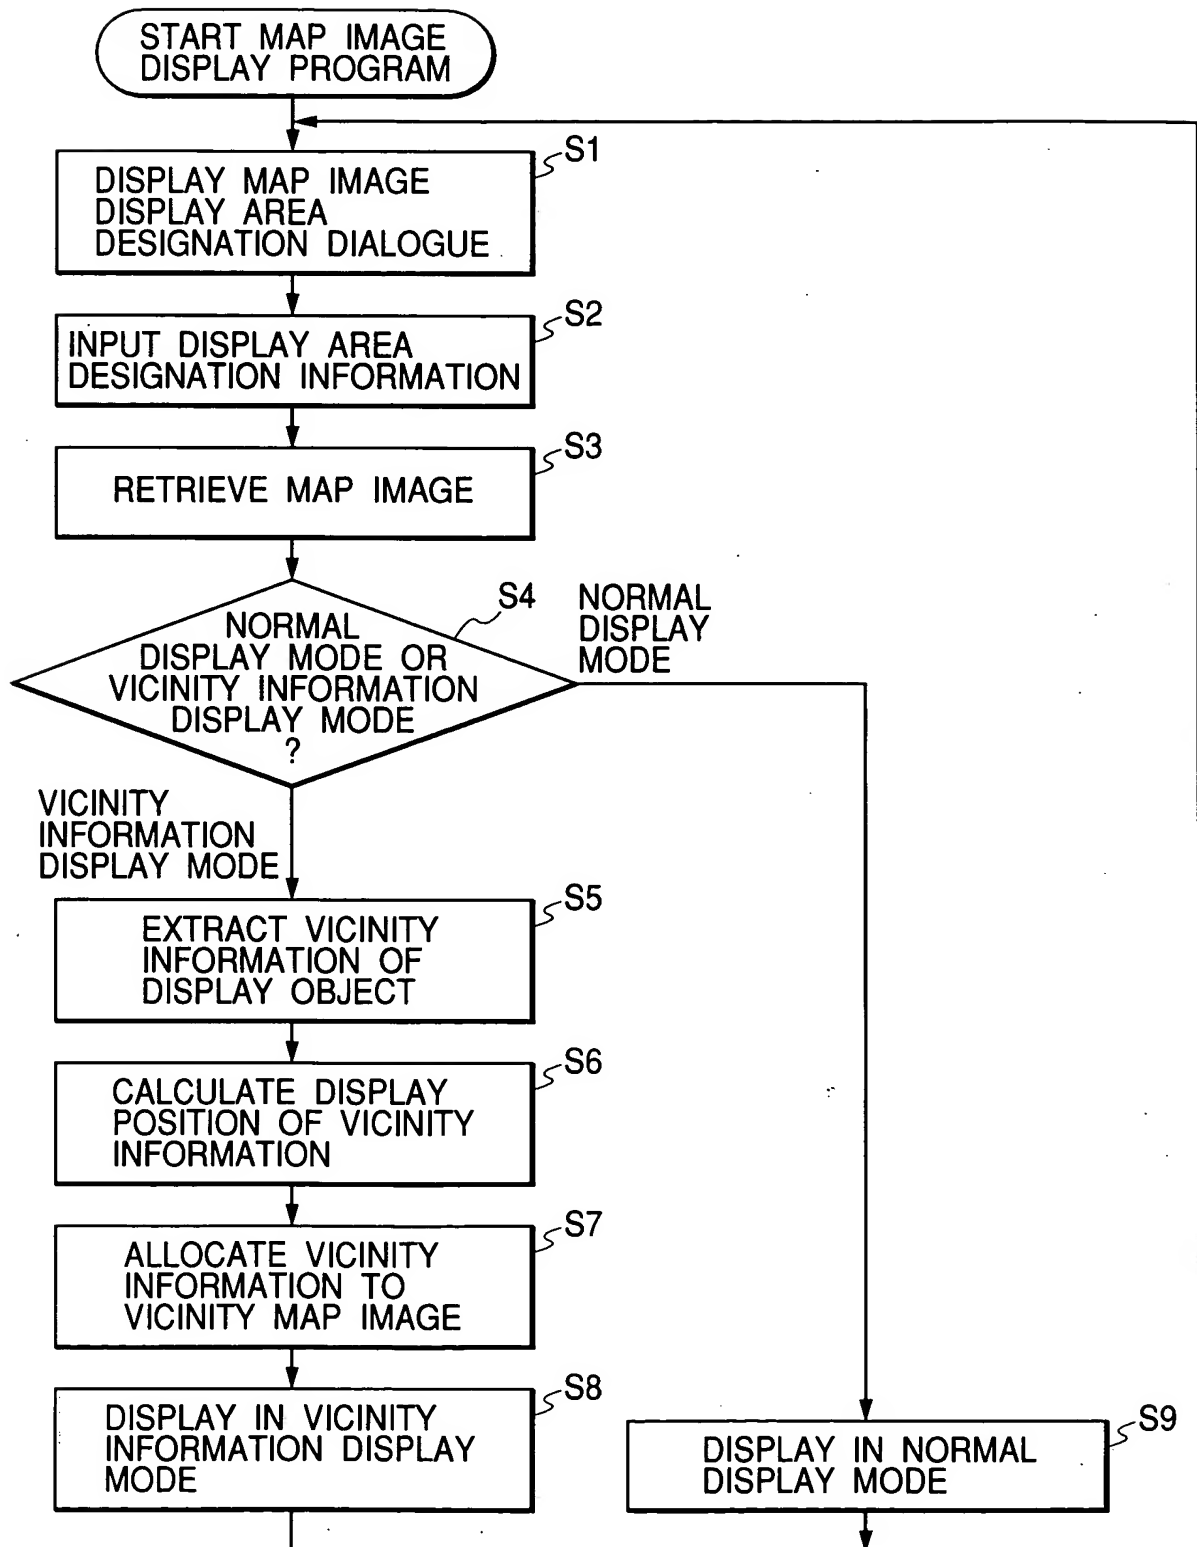 START MAP IMAGE
DISPLAY PROGRAM
S1
DISPLAY MAP IMAGE
DISPLAY AREA
DESIGNATION DIALOGUE
S2
INPUT DISPLAY AREA
DESIGNATION INFORMATION
S3
RETRIEVE MAP IMAGE
S4
NORMAL
DISPLAY MODE OR
VICINITY INFORMATION
DISPLAY MODE
?
NORMAL
DISPLAY
MODE
VICINITY
INFORMATION
DISPLAY MODE
S5
EXTRACT VICINITY
INFORMATION OF
DISPLAY OBJECT
S6
CALCULATE DISPLAY
POSITION OF VICINITY
INFORMATION
S7
ALLOCATE VICINITY
INFORMATION TO
VICINITY MAP IMAGE
S8
DISPLAY IN VICINITY
INFORMATION DISPLAY
MODE
S9
DISPLAY IN NORMAL
DISPLAY MODE